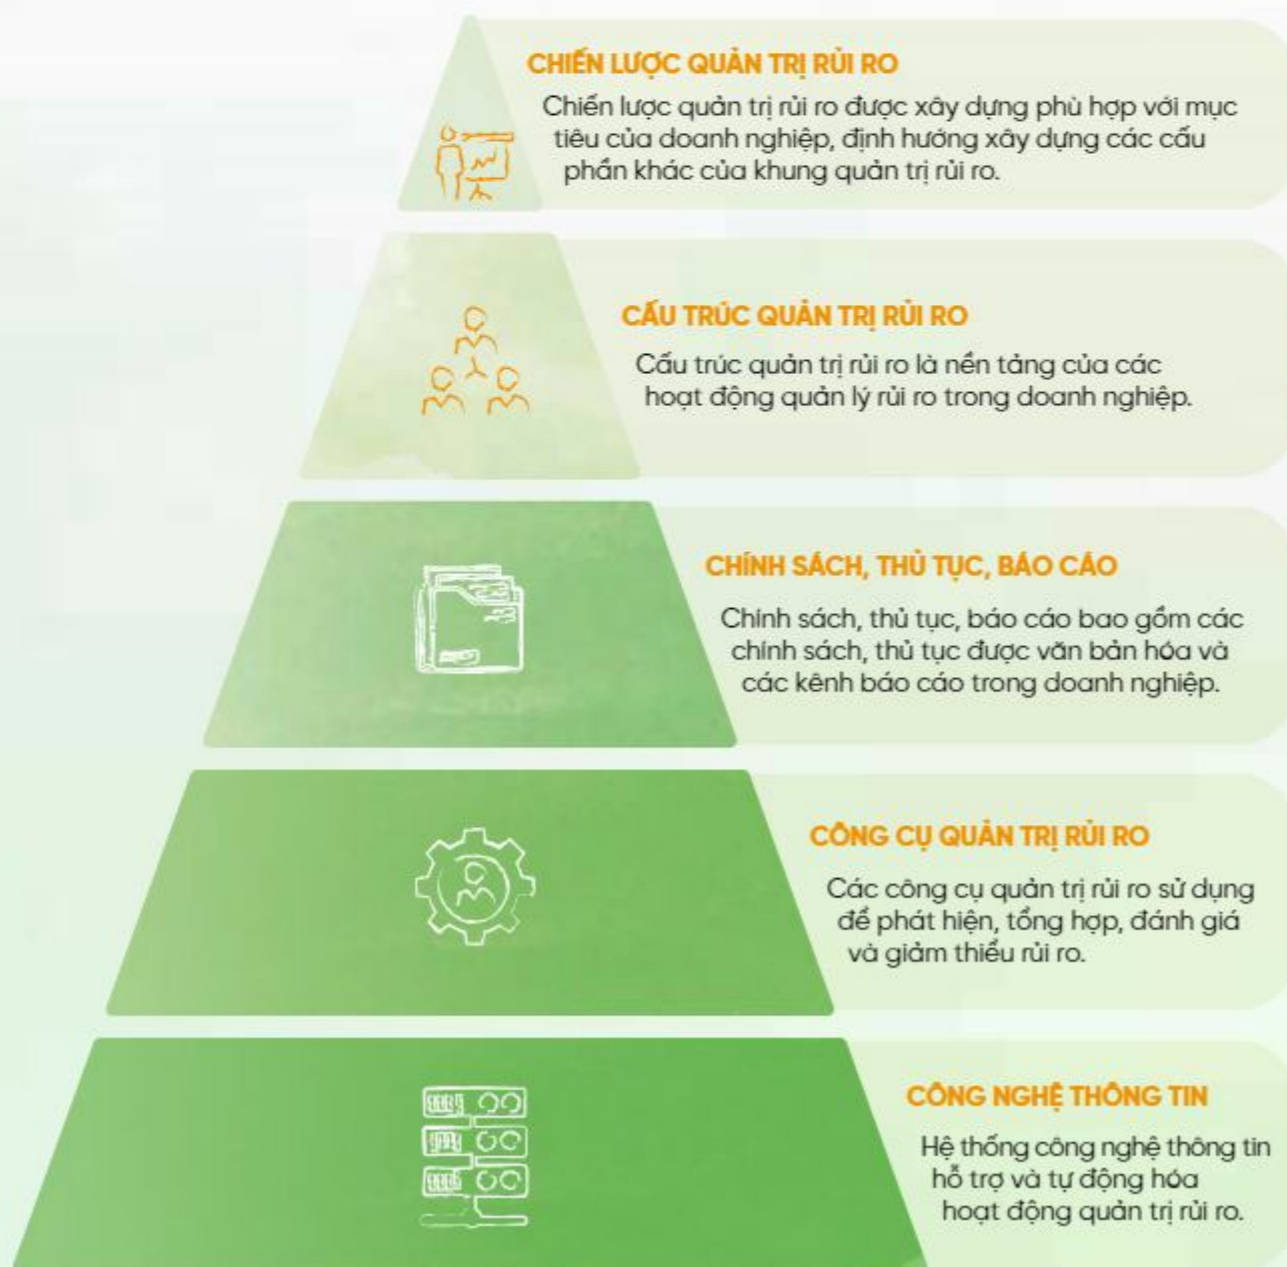 CHIẾN LƯỢC QUẢN TRỊ RỦI RO
Chiến lược quản trị rủi ro được xây dựng phù hợp với mục
tiêu của doanh nghiệp, định hướng xây dựng các cấu
phần khác của khung quản trị rủi ro.
CẤU TRÚC QUẢN TRỊ RỦI RO
Cấu trúc quản trị rủi ro là nền tảng của các
hoạt động quản lý rủi ro trong doanh nghiệp.
CHÍNH SÁCH, THỦ TỤC, BÁO CÁO
Chính sách, thủ tục, báo cáo bao gồm các
chính sách, thủ tục được văn bản hóa và
các kênh báo cáo trong doanh nghiệp.
CÔNG CỤ QUẢN TRỊ RỦI RO
Các công cụ quản trị rủi ro sử dụng
để phát hiện, tổng hợp, đánh giá
và giảm thiểu rủi ro.
CÔNG NGHỆ THÔNG TIN
Hệ thống công nghệ thông tin
hỗ trợ và tự động hóa
hoạt động quản trị rủi ro.